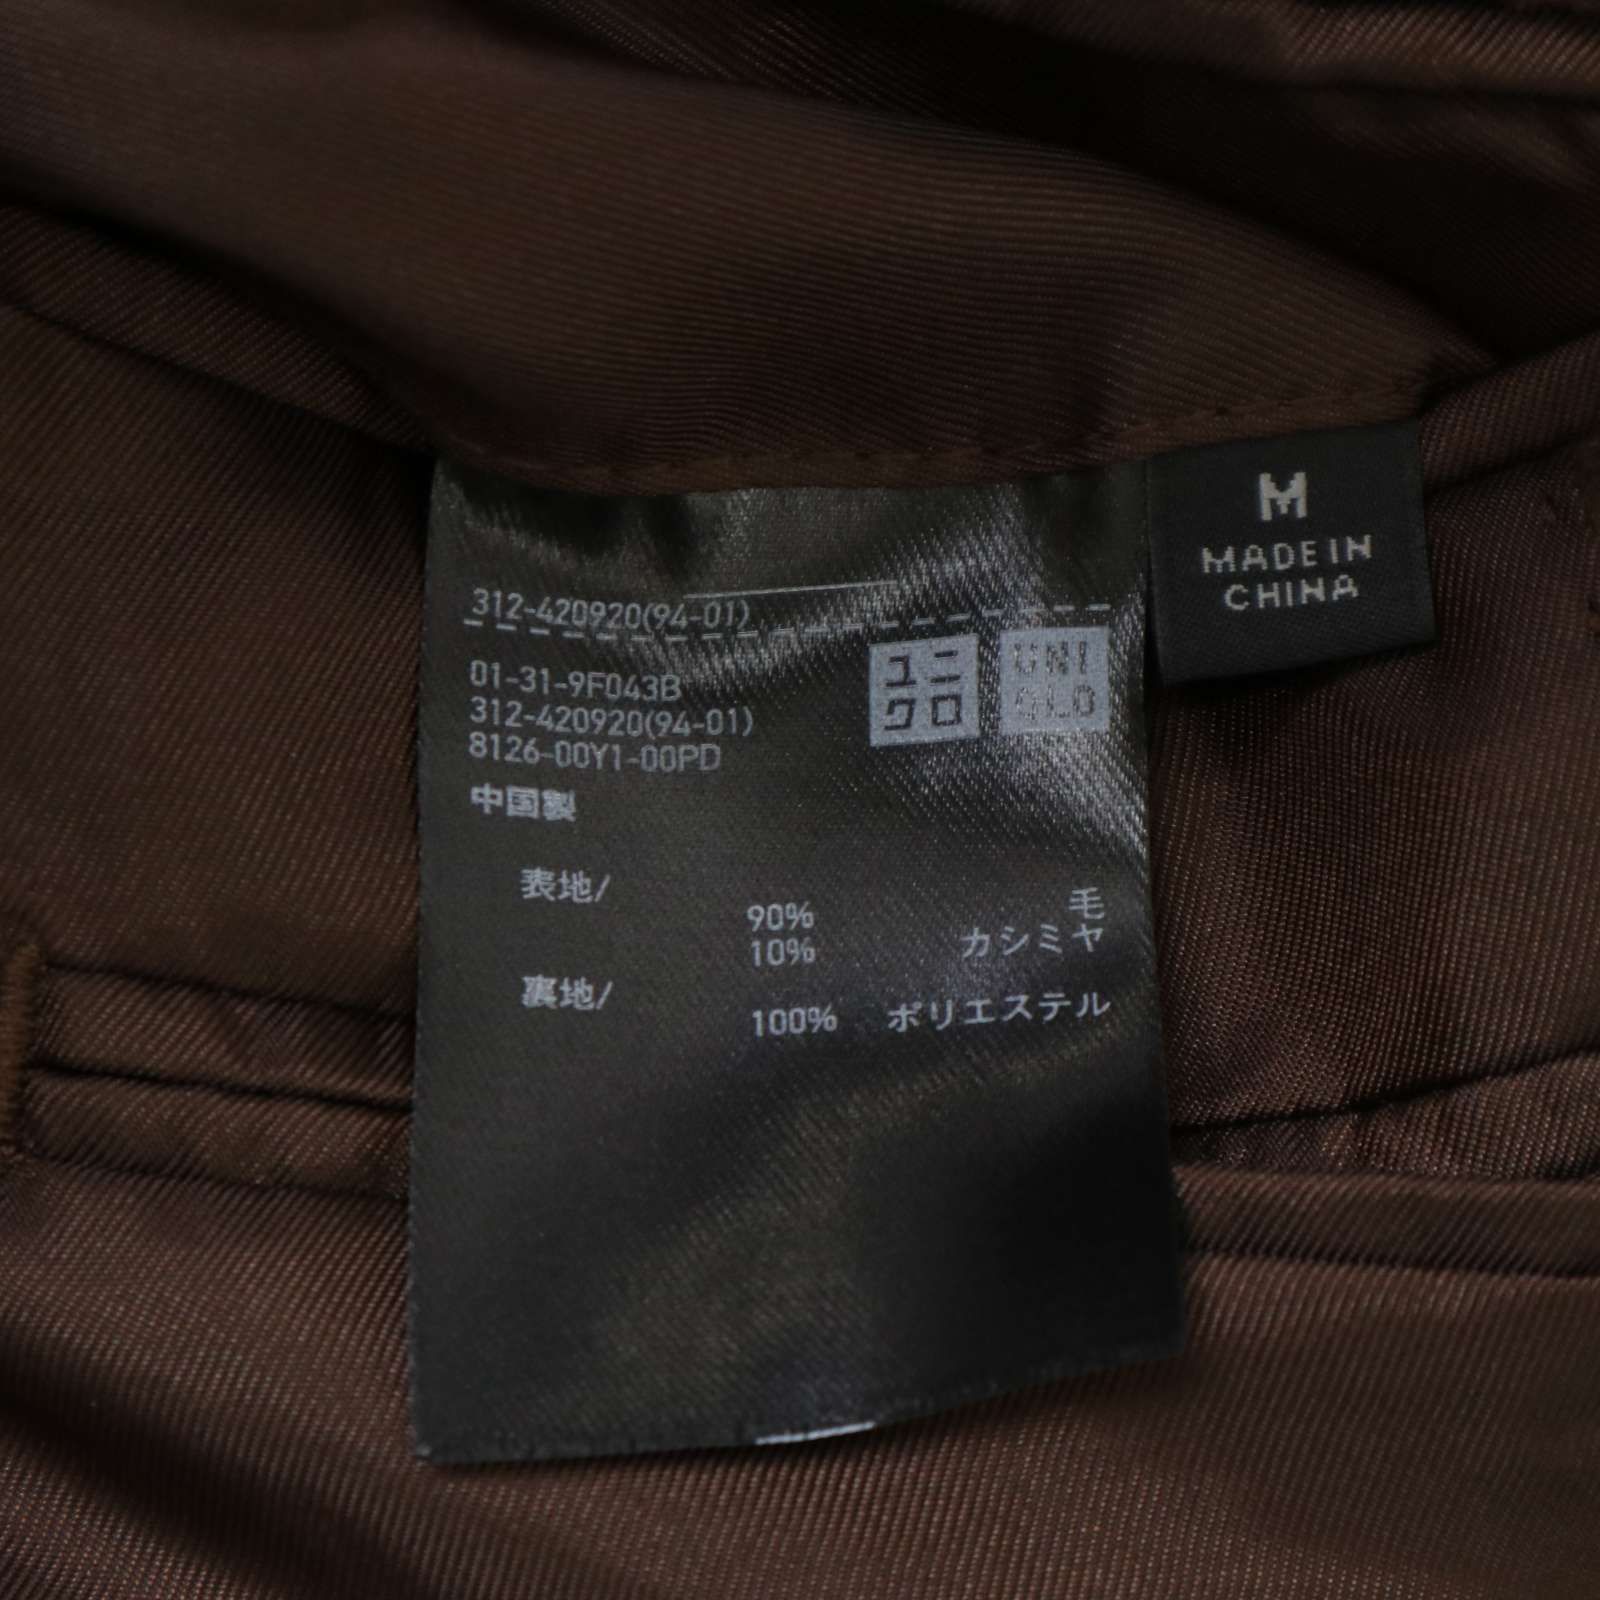 312-420920(94-01)
01-31-9F043B
312-420920(94-01)
8126-00Y1-00PD
中国製
ユニ
クロ
UNI
QLO
表地/
90% 毛
10% カシミヤ
裏地/
100% ポリエステル
M
MADE IN
CHINA